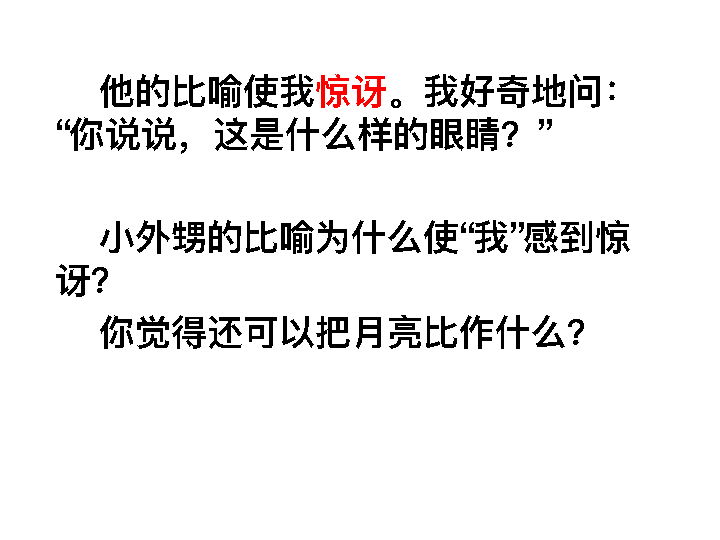 他的比喻使我惊讶。我好奇地问：
“你说说，这是什么样的眼睛？”
小外甥的比喻为什么使“我”感到惊
讶？
你觉得还可以把月亮比作什么？